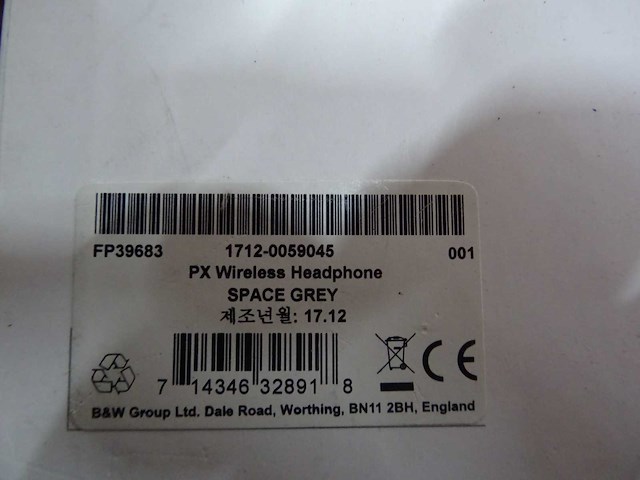 FP39683 1712-0059045 001
PX Wireless Headphone
SPACE GREY
제조년월: 17.12
7 14346 32891 8
CE
B&W Group Ltd. Dale Road, Worthing, BN11 2BH, England